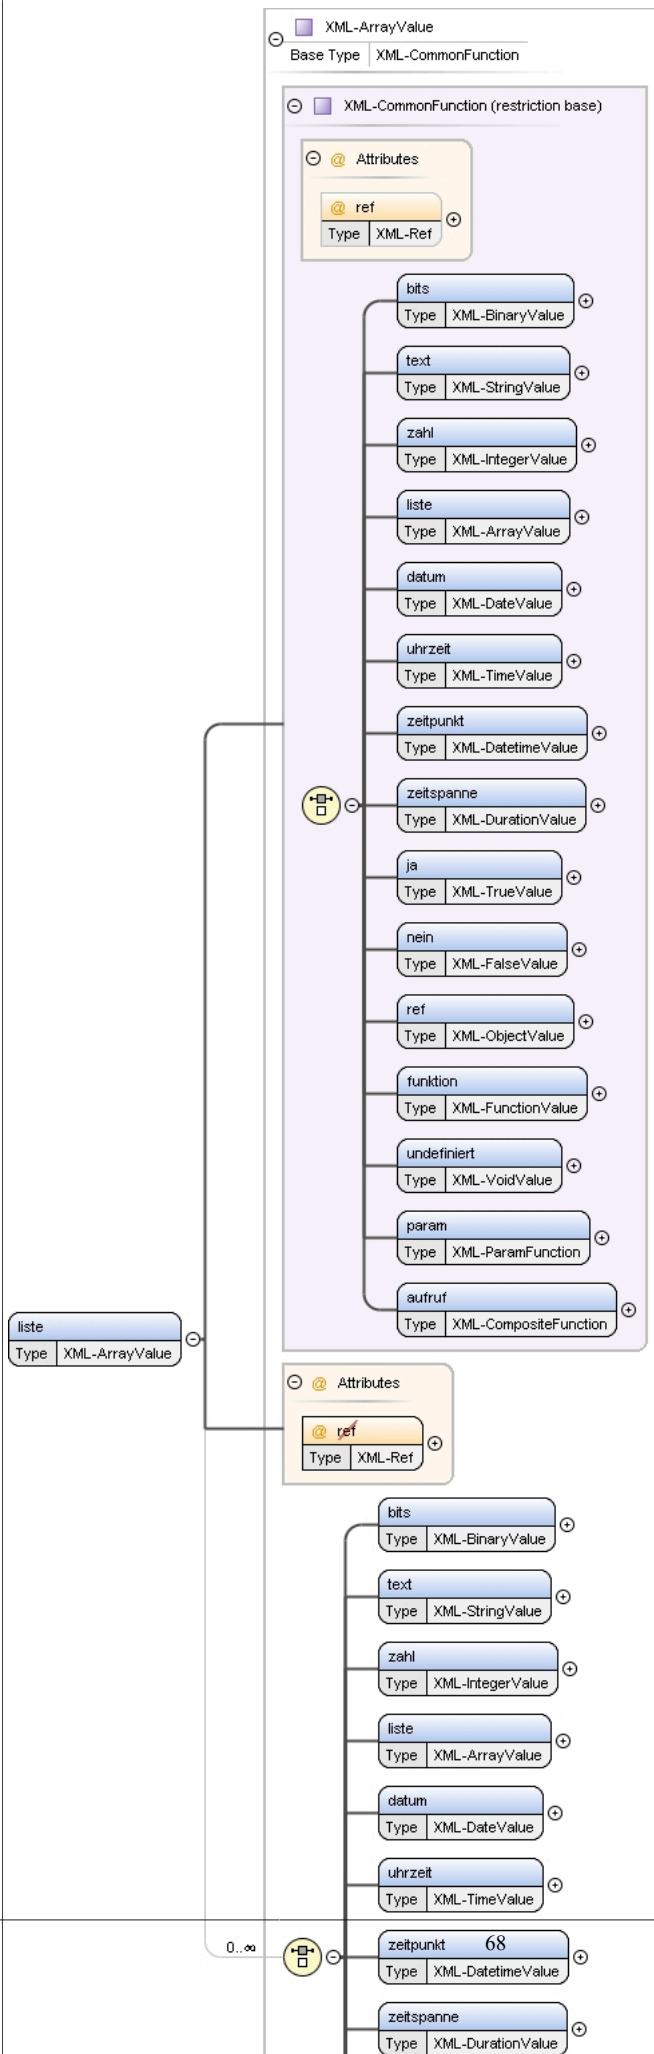 XML-ArrayValue
Base Type XML-CommonFunction
XML-CommonFunction (restriction base)
@ Attributes
@ ref
Type XML-Ref
bits
Type XML-BinaryValue
text
Type XML-StringValue
zahl
Type XML-IntegerValue
liste
Type XML-ArrayValue
datum
Type XML-DateValue
uhrzeit
Type XML-TimeValue
zeitpunkt
Type XML-DatetimeValue
zeitspanne
Type XML-DurationValue
ja
Type XML-TrueValue
nein
Type XML-FalseValue
ref
Type XML-ObjectValue
funktion
Type XML-FunctionValue
undefiniert
Type XML-VoidValue
param
Type XML-ParamFunction
aufruf
Type XML-CompositeFunction
liste
Type XML-ArrayValue
@ Attributes
@ ref
Type XML-Ref
bits
Type XML-BinaryValue
text
Type XML-StringValue
zahl
Type XML-IntegerValue
liste
Type XML-ArrayValue
datum
Type XML-DateValue
uhrzeit
Type XML-TimeValue
0..∞
zeitpunkt 68
Type XML-DatetimeValue
zeitspanne
Type XML-DurationValue